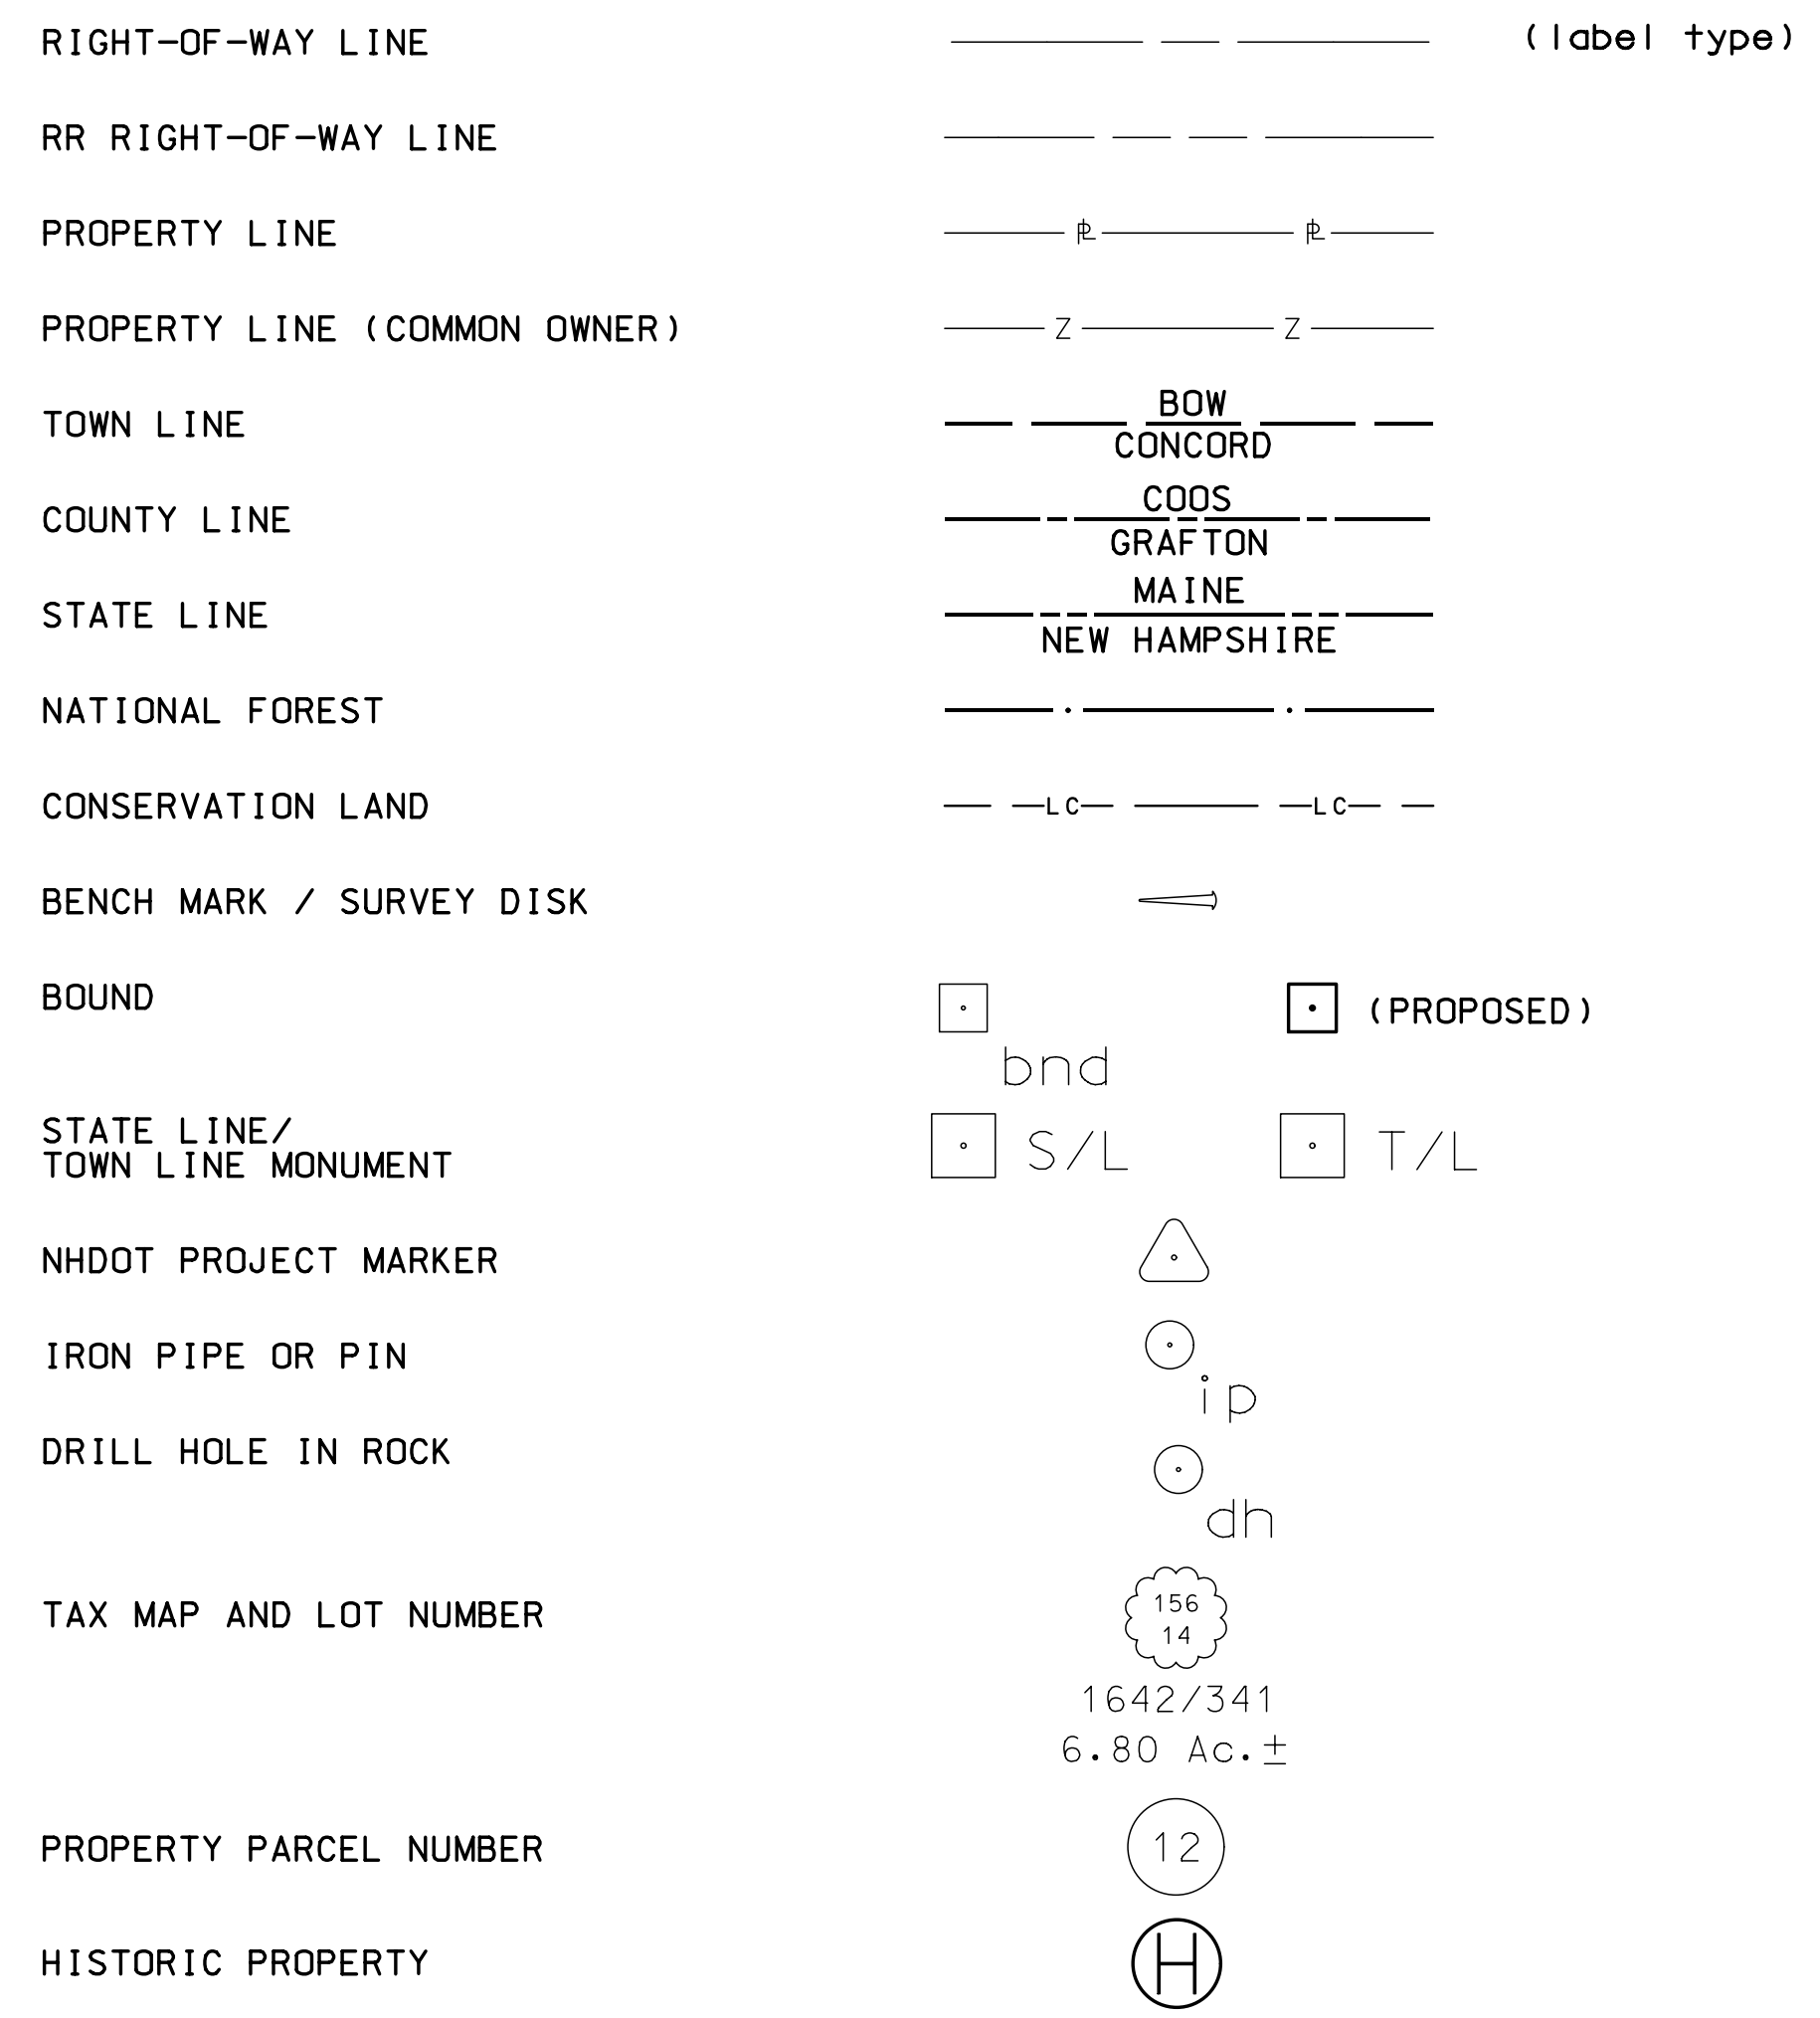 RIGHT-OF-WAY LINE (label type)
RR RIGHT-OF-WAY LINE
PROPERTY LINE PL PL
PROPERTY LINE (COMMON OWNER) Z Z
BOW
TOWN LINE
CONCORD
COOS
COUNTY LINE
GRAFTON
MAINE
STATE LINE
NEW HAMPSHIRE
NATIONAL FOREST
CONSERVATION LAND LC LC
BENCH MARK / SURVEY DISK
BOUND (PROPOSED)
bnd
STATE LINE/
TOWN LINE MONUMENT S/L T/L
NHDOT PROJECT MARKER
IRON PIPE OR PIN
ip
DRILL HOLE IN ROCK
dh
TAX MAP AND LOT NUMBER
156
14
1642/341
6.80 Ac.±
PROPERTY PARCEL NUMBER 12
HISTORIC PROPERTY H